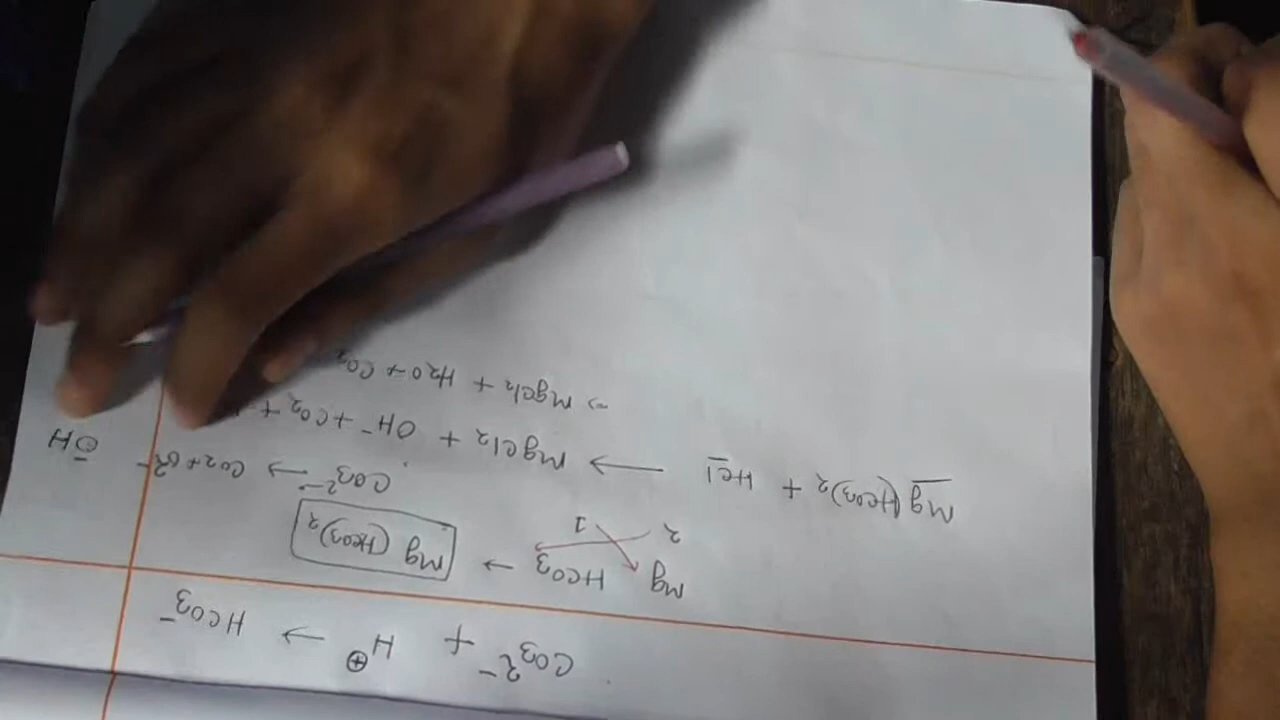 CO3²⁻ + H⊕ → HCO3⁻
Mg HCO3 → Mg (HCO3)2
2 1
CO3²⁻ → CO2 + O²⁻ ŌH
Mg(HCO3)2 + HCl → MgCl2 + OH⁻ + CO2 +
⇒ MgCl2 + H2O + CO2